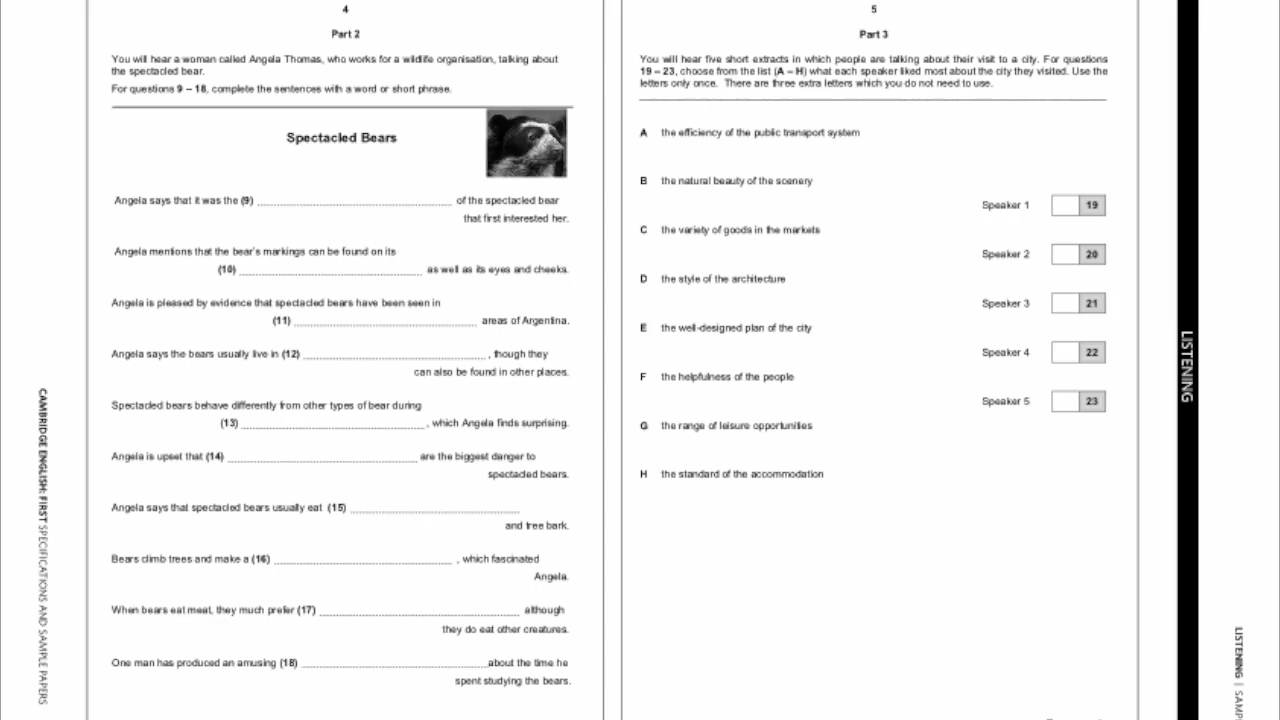 4
Part 2
You will hear a woman called Angela Thomas, who works for a wildlife organisation, talking about
the spectacled bear.
For questions 9 – 18, complete the sentences with a word or short phrase.
Spectacled Bears
Angela says that it was the (9) of the spectacled bear
that first interested her.
Angela mentions that the bear's markings can be found on its
(10) as well as its eyes and cheeks.
Angela is pleased by evidence that spectacled bears have been seen in
(11) areas of Argentina.
Angela says the bears usually live in (12) , though they
can also be found in other places.
Spectacled bears behave differently from other types of bear during
(13) , which Angela finds surprising.
Angela is upset that (14) are the biggest danger to
spectacled bears.
Angela says that spectacled bears usually eat (15)
and tree bark.
Bears climb trees and make a (16) , which fascinated
Angela.
When bears eat meat, they much prefer (17) although
they do eat other creatures.
One man has produced an amusing (18) about the time he
spent studying the bears.
CAMBRIDGE ENGLISH: FIRST SPECIFICATIONS AND SAMPLE PAPERS
5
Part 3
You will hear five short extracts in which people are talking about their visit to a city. For questions
19 – 23, choose from the list (A – H) what each speaker liked most about the city they visited. Use the
letters only once. There are three extra letters which you do not need to use.
A the efficiency of the public transport system
B the natural beauty of the scenery
Speaker 1 19
C the variety of goods in the markets
Speaker 2 20
D the style of the architecture
Speaker 3 21
E the well-designed plan of the city
Speaker 4 22
F the helpfulness of the people
Speaker 5 23
G the range of leisure opportunities
H the standard of the accommodation
LISTENING
LISTENING |